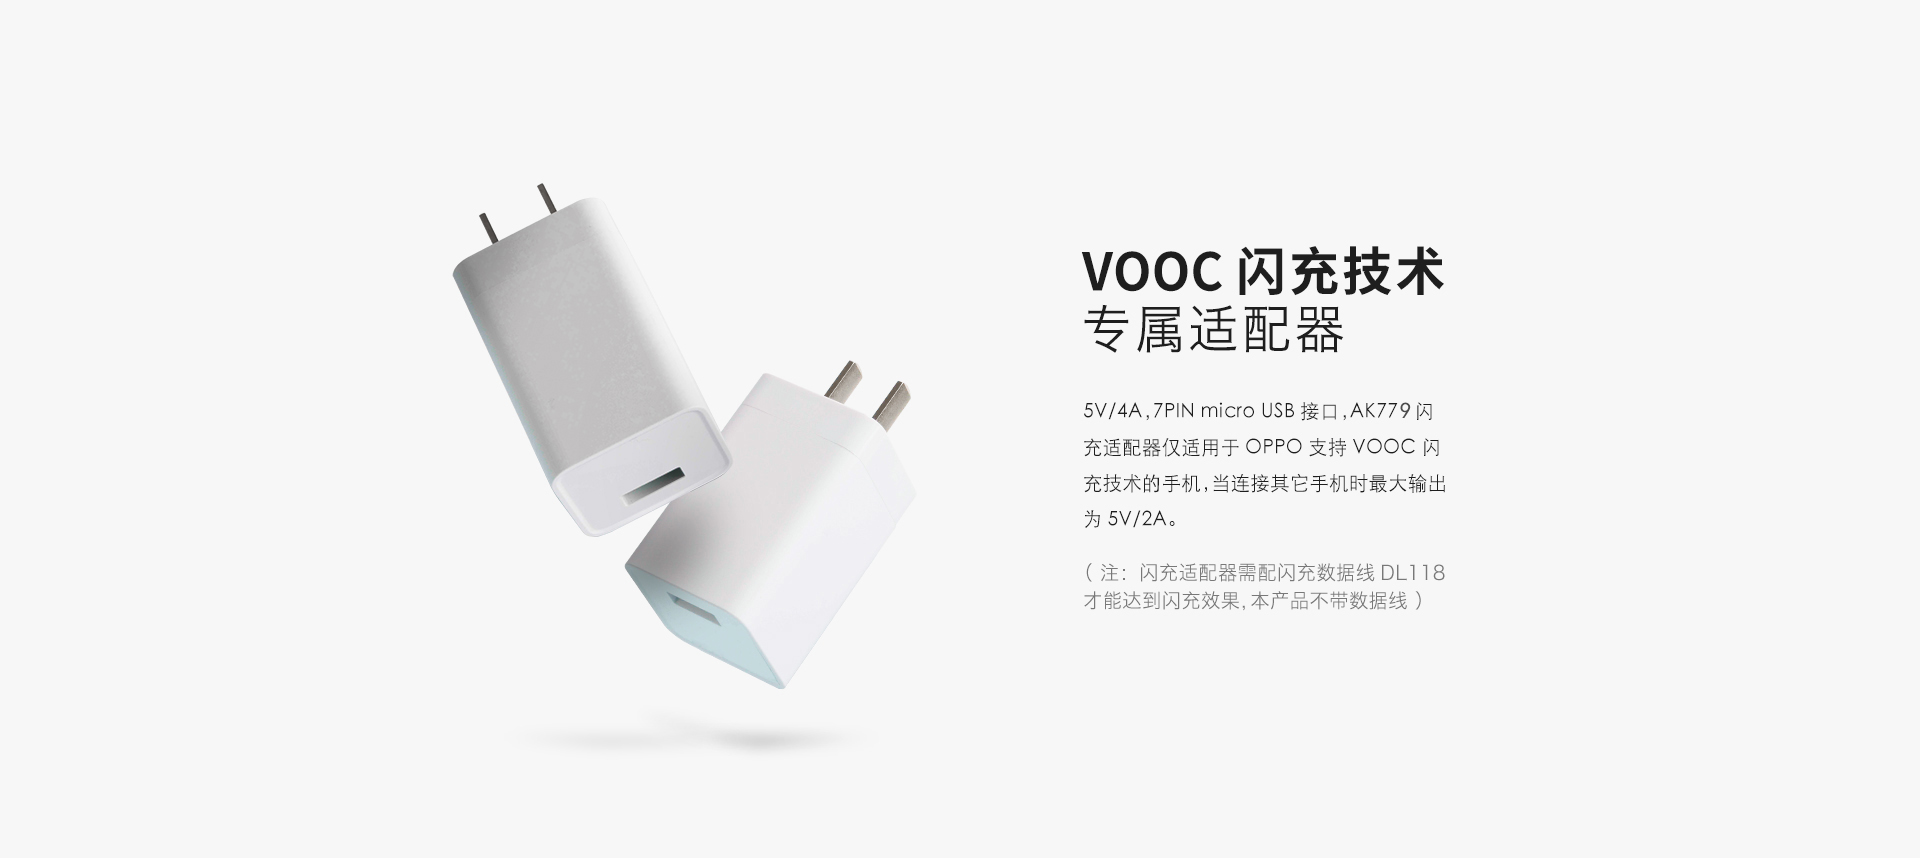 VOOC 闪充技术
专属适配器
5V/4A,7PIN micro USB 接口,AK779 闪
充适配器仅适用于 OPPO 支持 VOOC 闪
充技术的手机,当连接其它手机时最大输出
为 5V/2A。
（ 注： 闪充适配器需配闪充数据线 DL118
才能达到闪充效果, 本产品不带数据线 ）